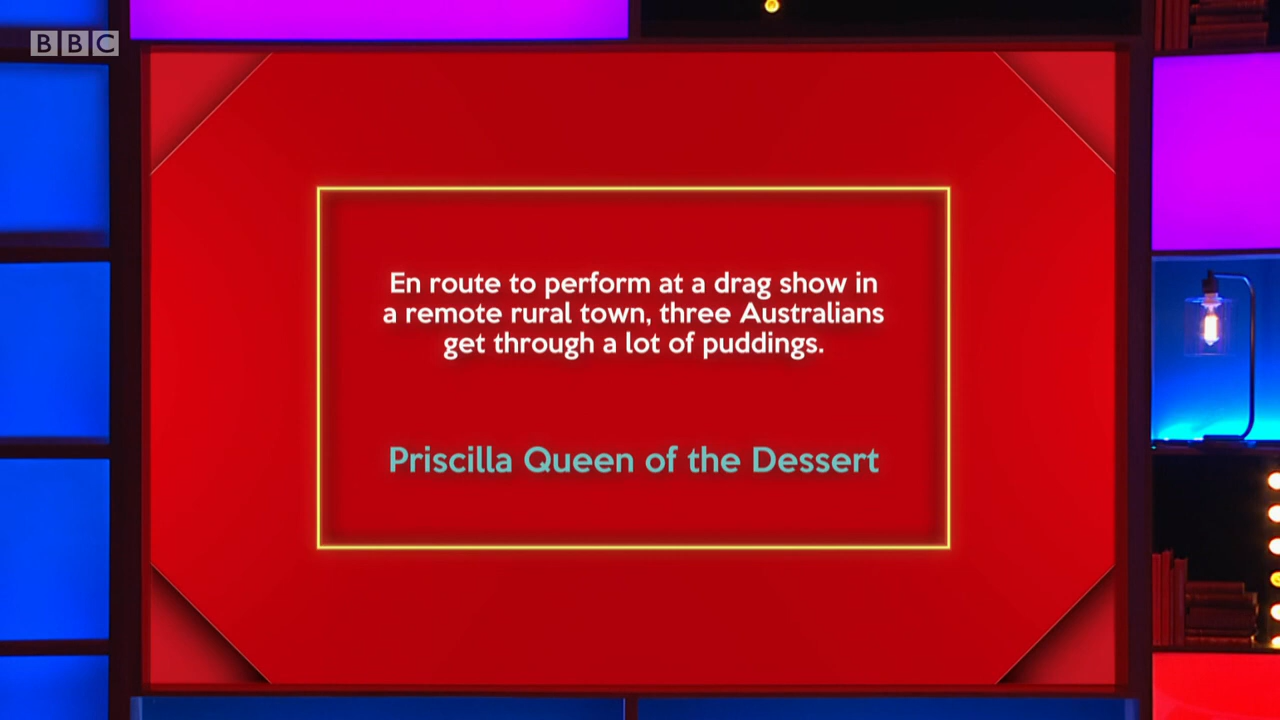 BBC
En route to perform at a drag show in
a remote rural town, three Australians
get through a lot of puddings.
Priscilla Queen of the Dessert